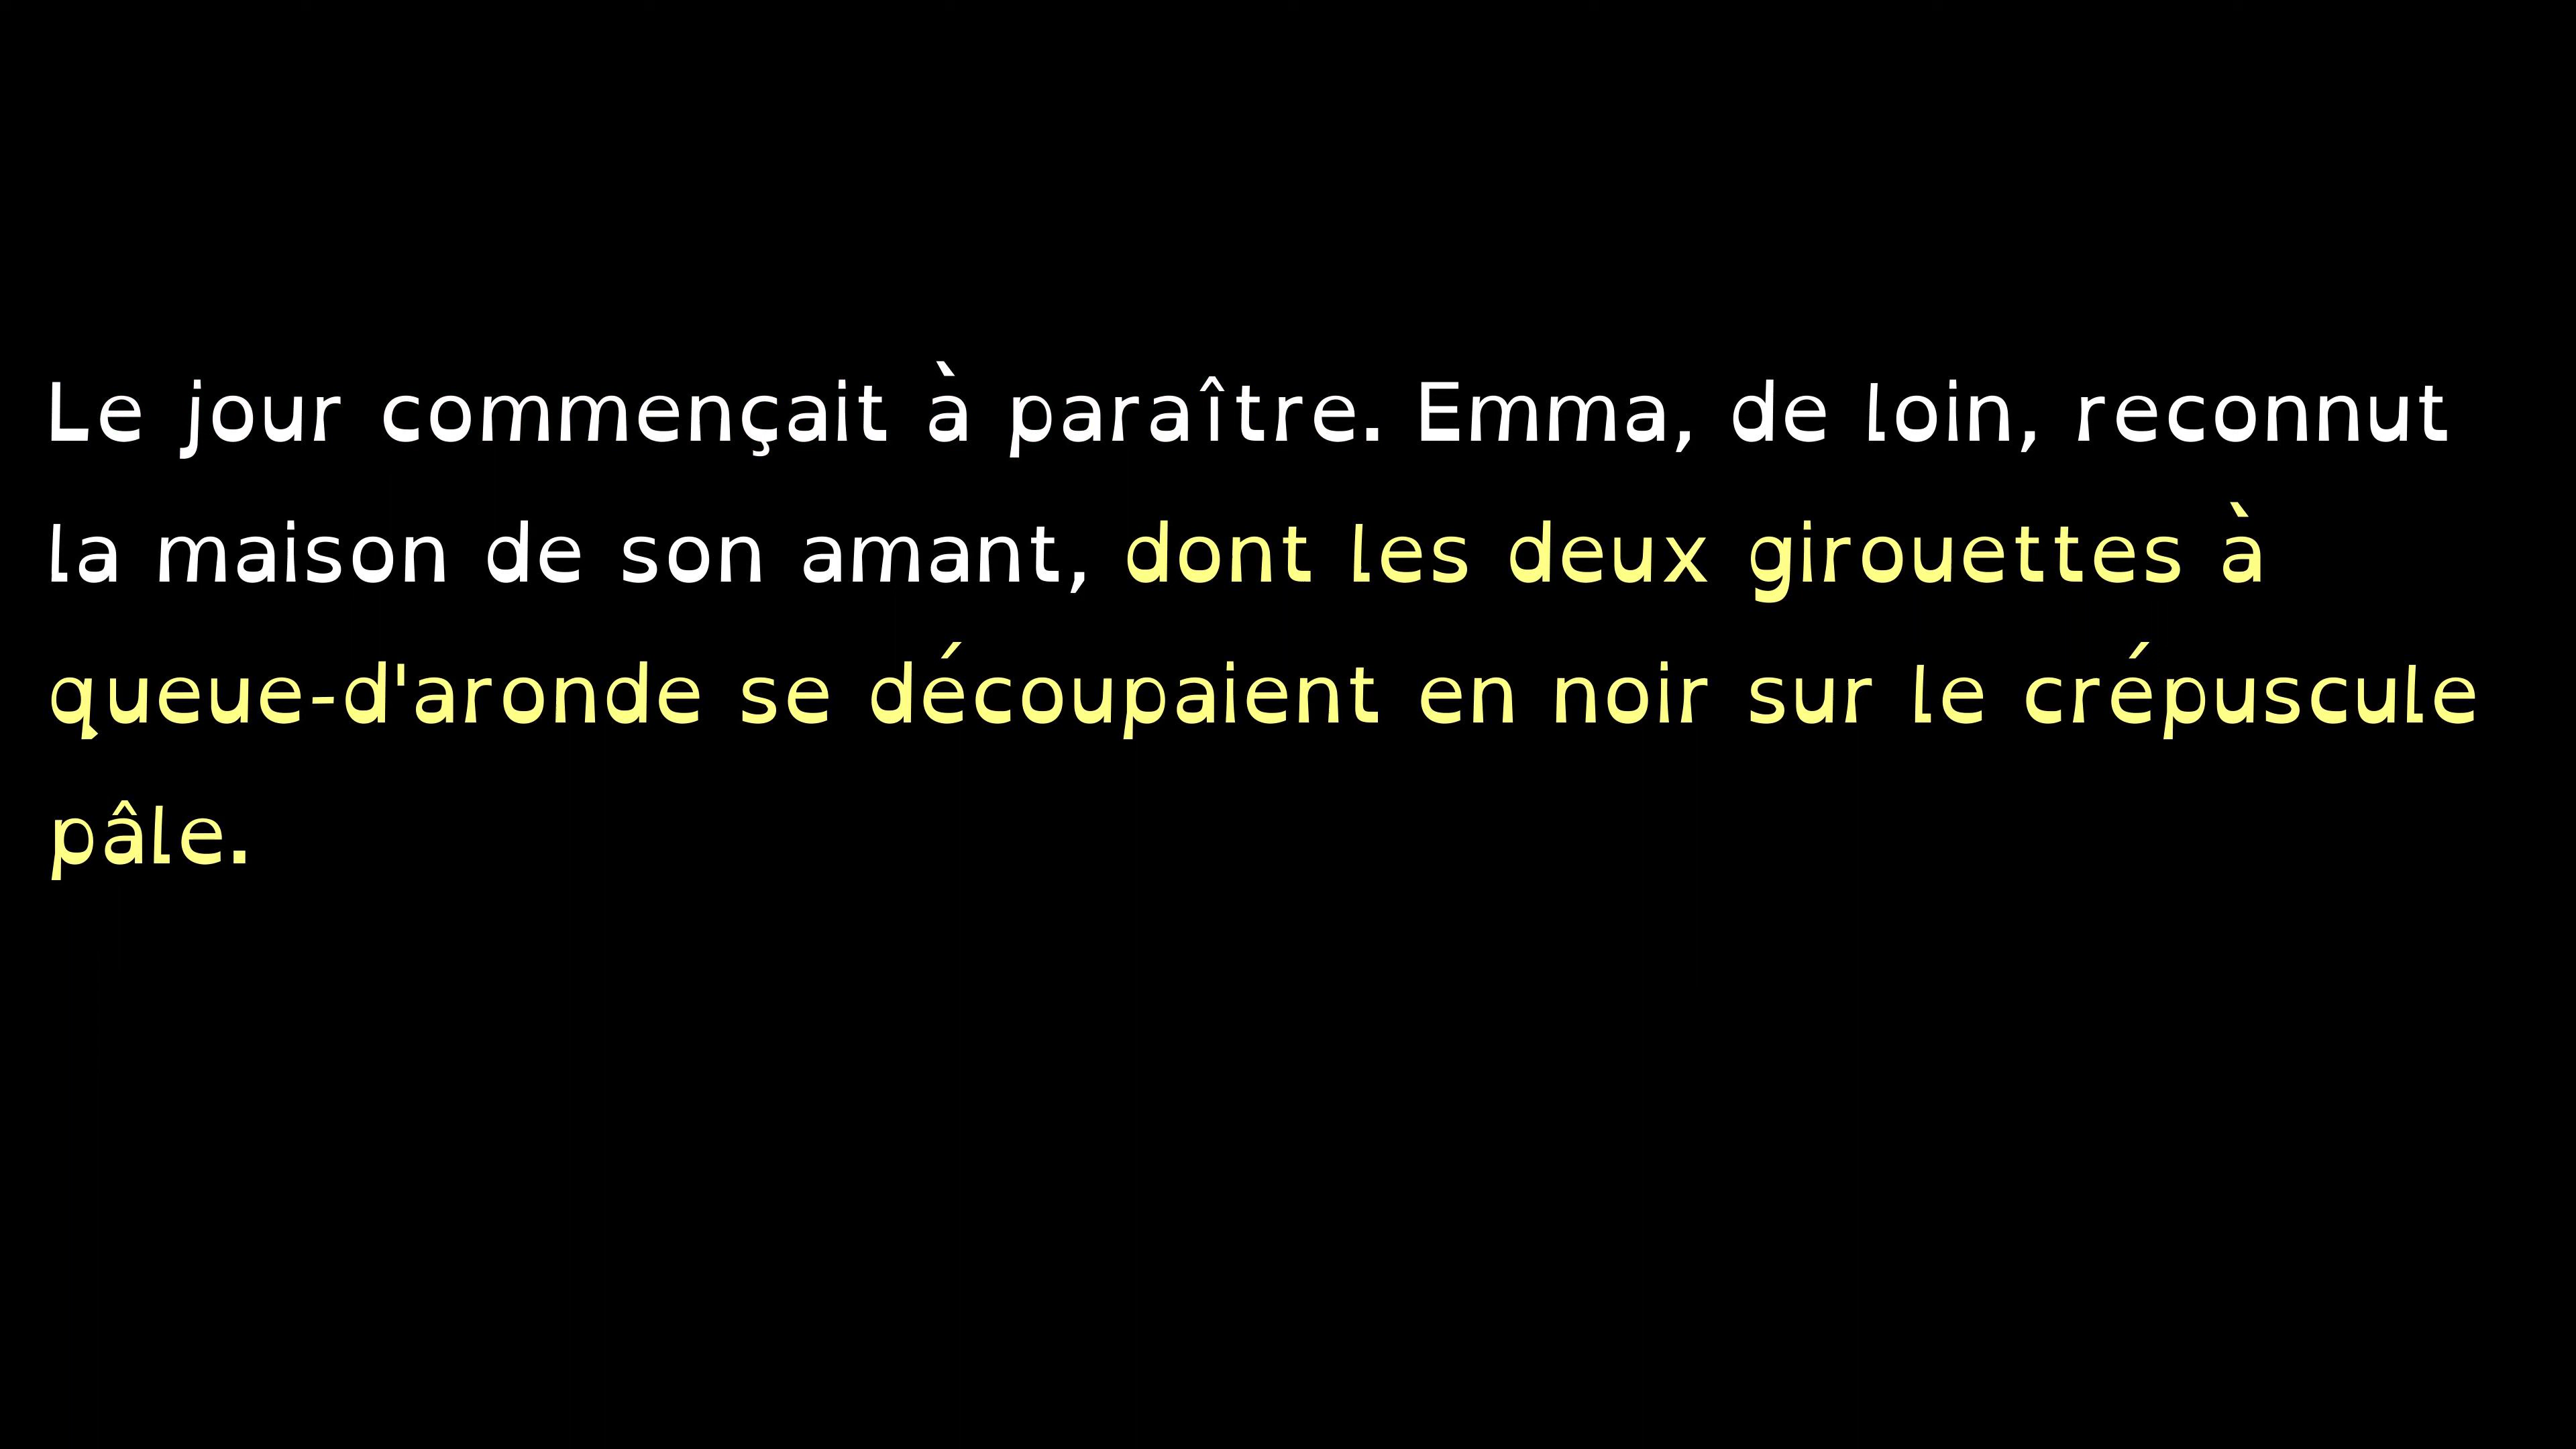 Le jour commençait à paraître. Emma, de loin, reconnut
la maison de son amant, dont les deux girouettes à
queue-d'aronde se découpaient en noir sur le crépuscule
pâle.